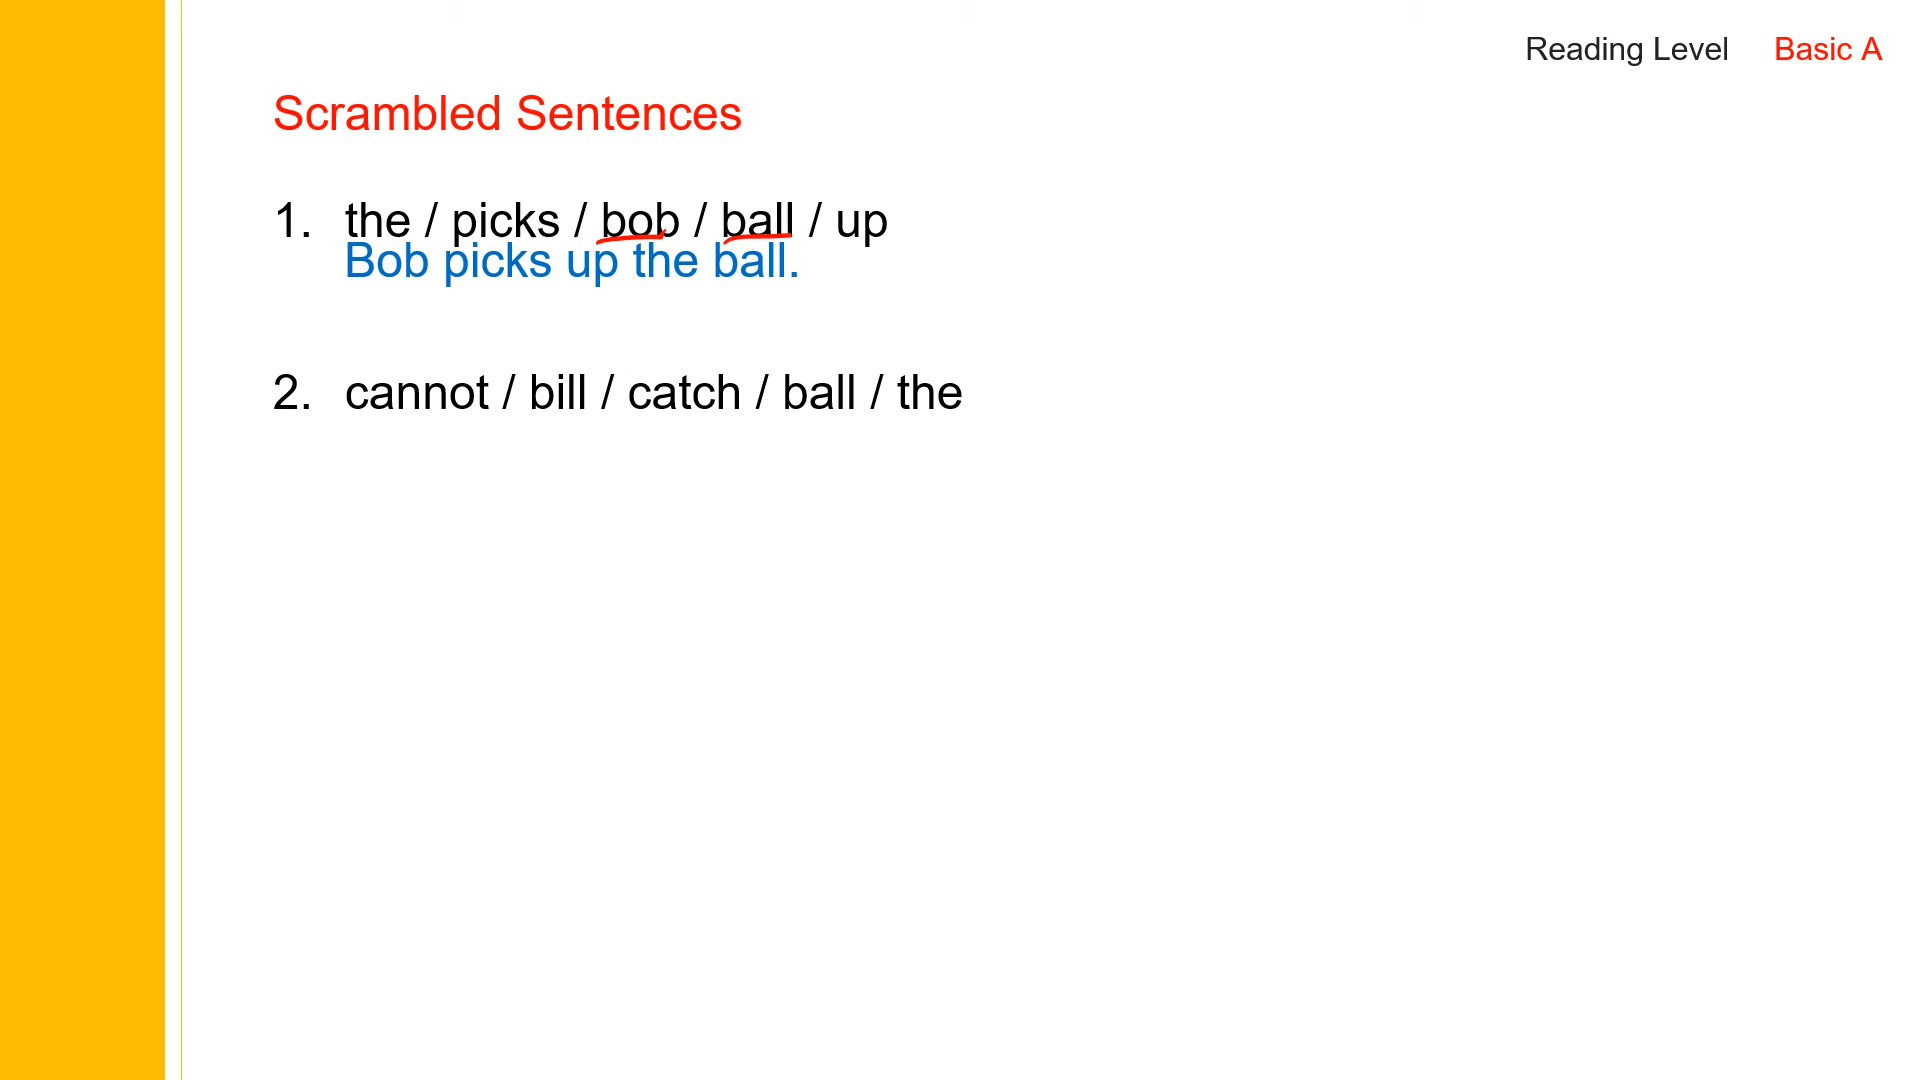 Reading Level Basic A
Scrambled Sentences
1. the / picks / bob / ball / up
Bob picks up the ball.
2. cannot / bill / catch / ball / the